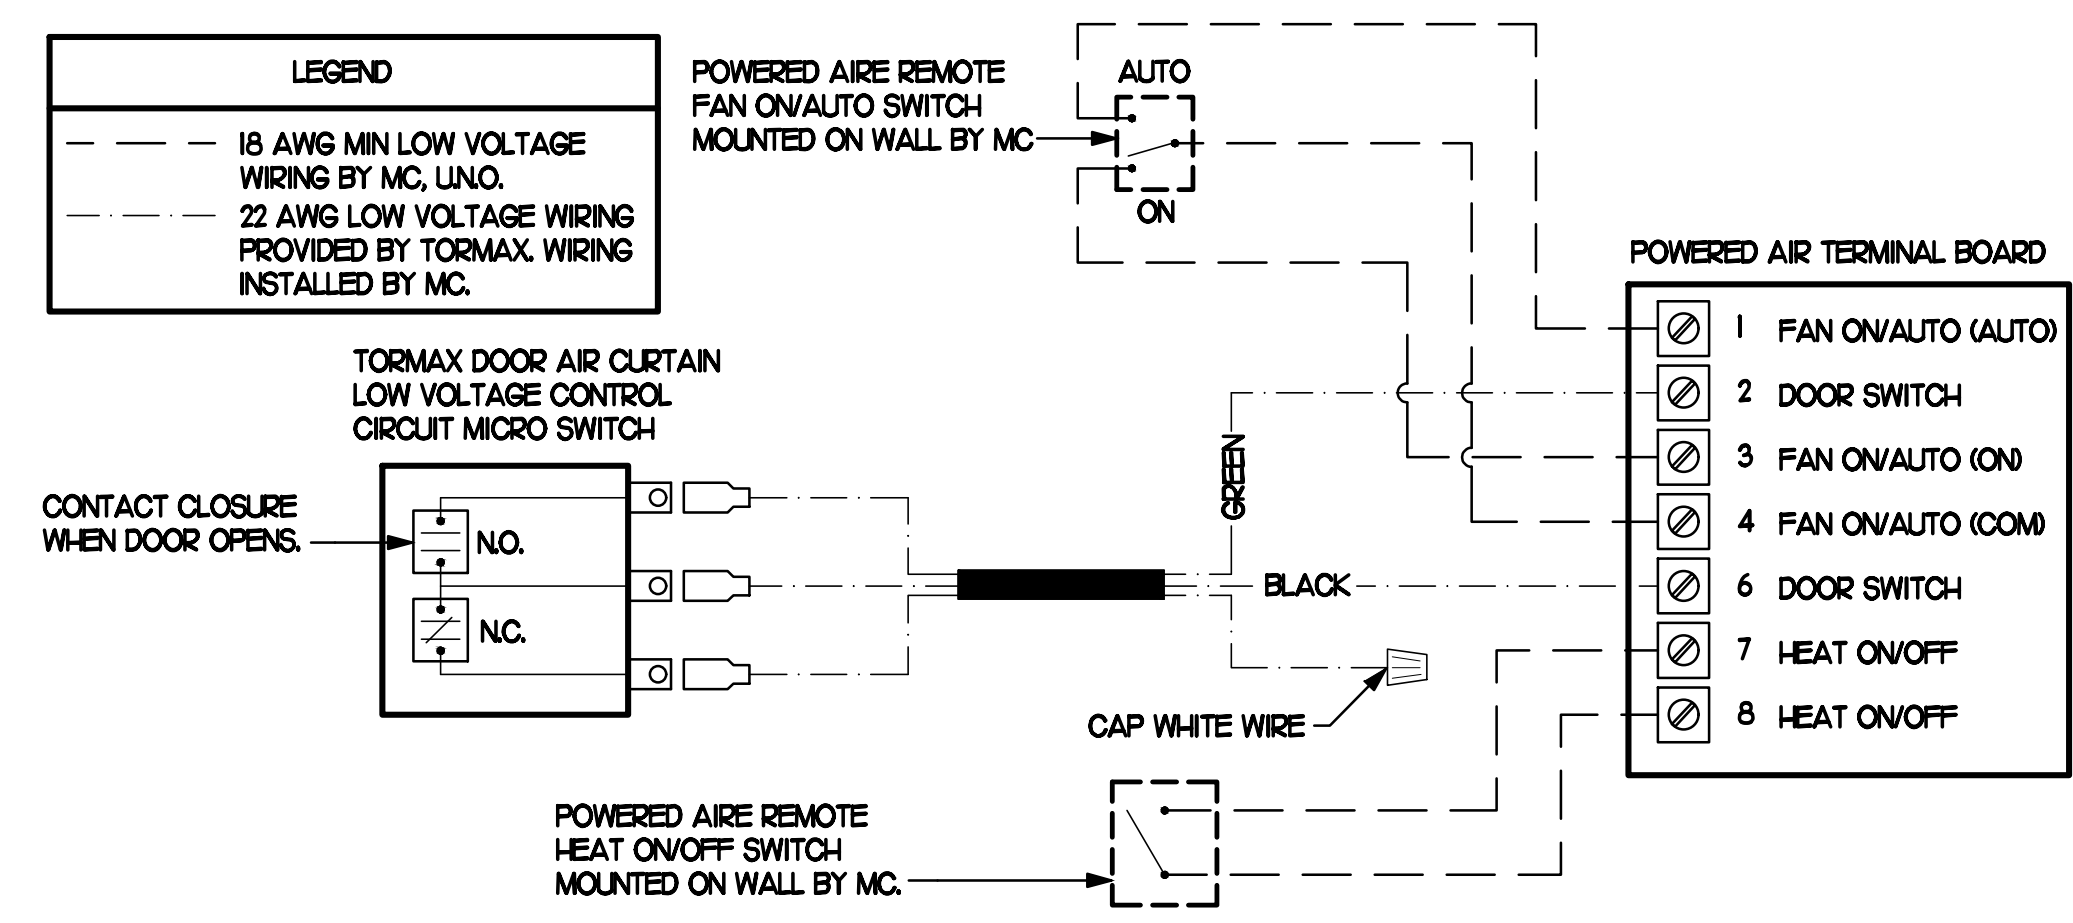 LEGEND
18 AWG MIN LOW VOLTAGE
WIRING BY MC, U.N.O.
22 AWG LOW VOLTAGE WIRING
PROVIDED BY TORMAX. WIRING
INSTALLED BY MC.
POWERED AIRE REMOTE
FAN ON/AUTO SWITCH
MOUNTED ON WALL BY MC
AUTO
ON
TORMAX DOOR AIR CURTAIN
LOW VOLTAGE CONTROL
CIRCUIT MICRO SWITCH
CONTACT CLOSURE
WHEN DOOR OPENS.
N.O.
N.C.
GREEN
BLACK
CAP WHITE WIRE
POWERED AIR TERMINAL BOARD
1 FAN ON/AUTO (AUTO)
2 DOOR SWITCH
3 FAN ON/AUTO (ON)
4 FAN ON/AUTO (COM)
6 DOOR SWITCH
7 HEAT ON/OFF
8 HEAT ON/OFF
POWERED AIRE REMOTE
HEAT ON/OFF SWITCH
MOUNTED ON WALL BY MC.